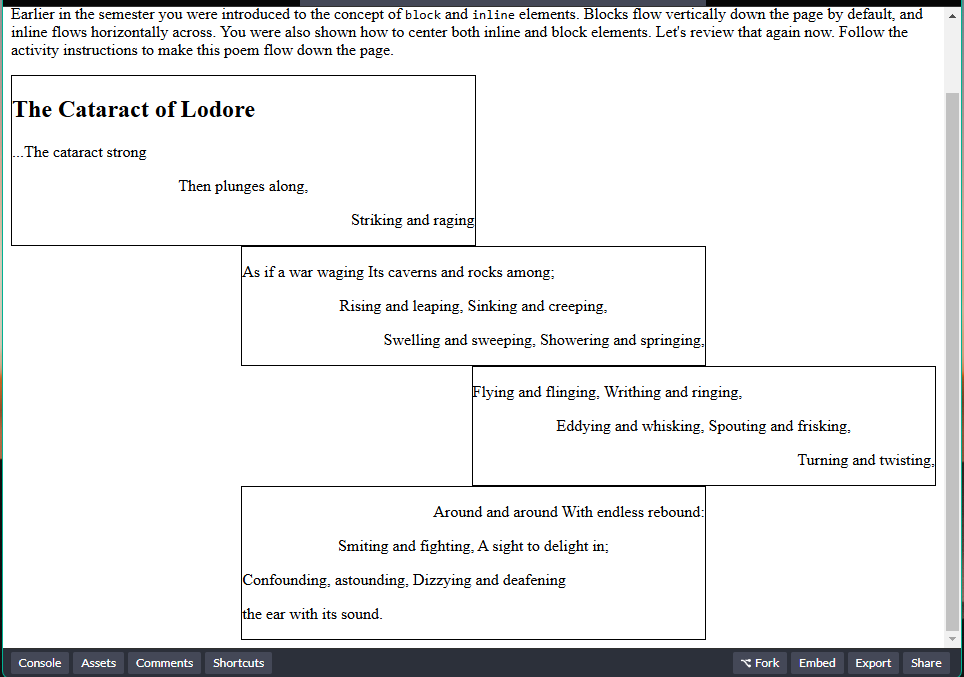 Earlier in the semester you were introduced to the concept of block and inline elements. Blocks flow vertically down the page by default, and
inline flows horizontally across. You were also shown how to center both inline and block elements. Let's review that again now. Follow the
activity instructions to make this poem flow down the page.
The Cataract of Lodore
...The cataract strong
Then plunges along,
Striking and raging
As if a war waging Its caverns and rocks among;
Rising and leaping, Sinking and creeping,
Swelling and sweeping, Showering and springing,
Flying and flinging, Writhing and ringing,
Eddying and whisking, Spouting and frisking,
Turning and twisting,
Around and around With endless rebound:
Smiting and fighting, A sight to delight in;
Confounding, astounding, Dizzying and deafening
the ear with its sound.
Console Assets Comments Shortcuts Fork Embed Export Share